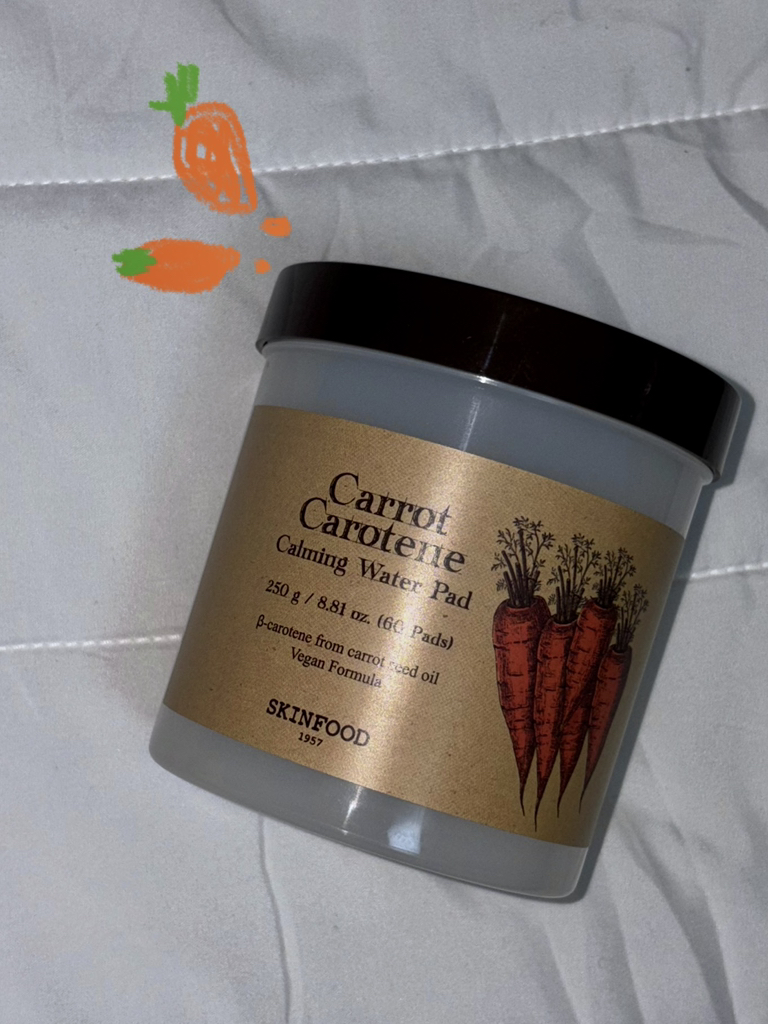 Carrot
Carotene
Calming Water Pad
250 g / 8.81 oz. (60 Pads)
β-carotene from carrot seed oil
Vegan Formula
SKINFOOD
1957